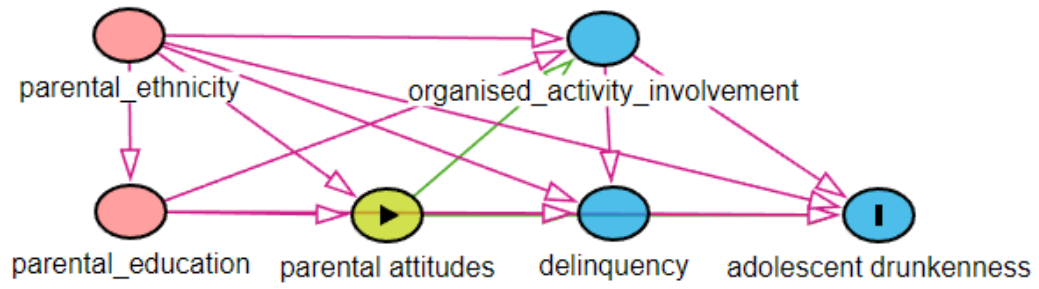 parental_ethnicity
organised_activity_involvement
parental_education
parental attitudes
delinquency
adolescent drunkenness